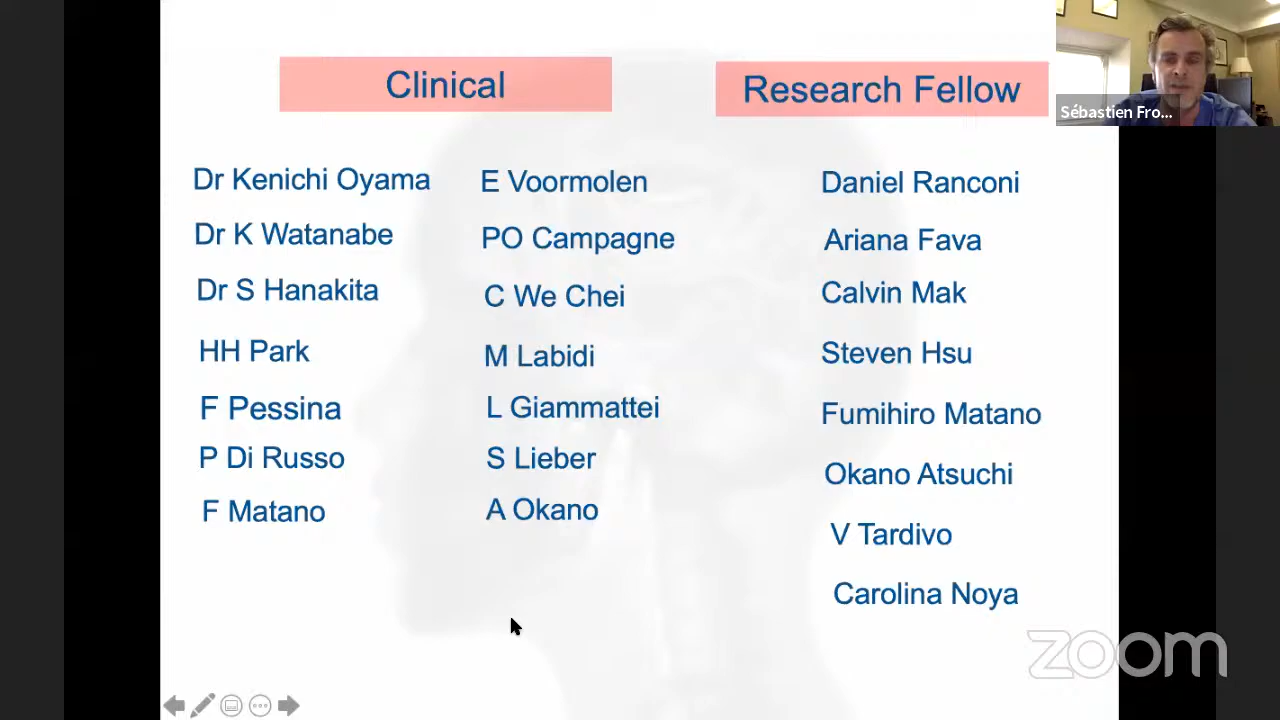 Clinical
Research Fellow
Sébastien Fro...
Dr Kenichi Oyama
Dr K Watanabe
Dr S Hanakita
HH Park
F Pessina
P Di Russo
F Matano
E Voormolen
PO Campagne
C We Chei
M Labidi
L Giammattei
S Lieber
A Okano
Daniel Ranconi
Ariana Fava
Calvin Mak
Steven Hsu
Fumihiro Matano
Okano Atsuchi
V Tardivo
Carolina Noya
zoom